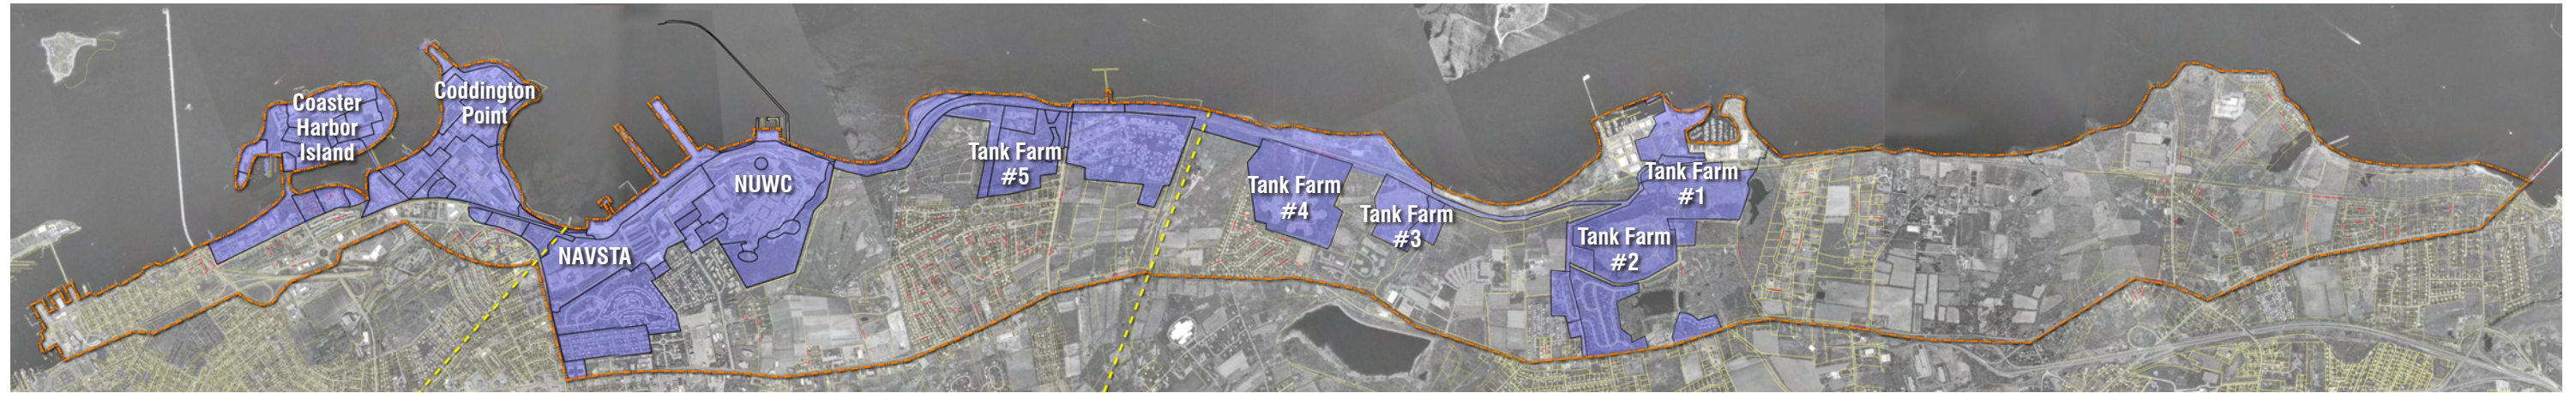 Coaster
Harbor
Island
Coddington
Point
NAVSTA
NUWC
Tank Farm
#5
Tank Farm
#4
Tank Farm
#3
Tank Farm
#1
Tank Farm
#2